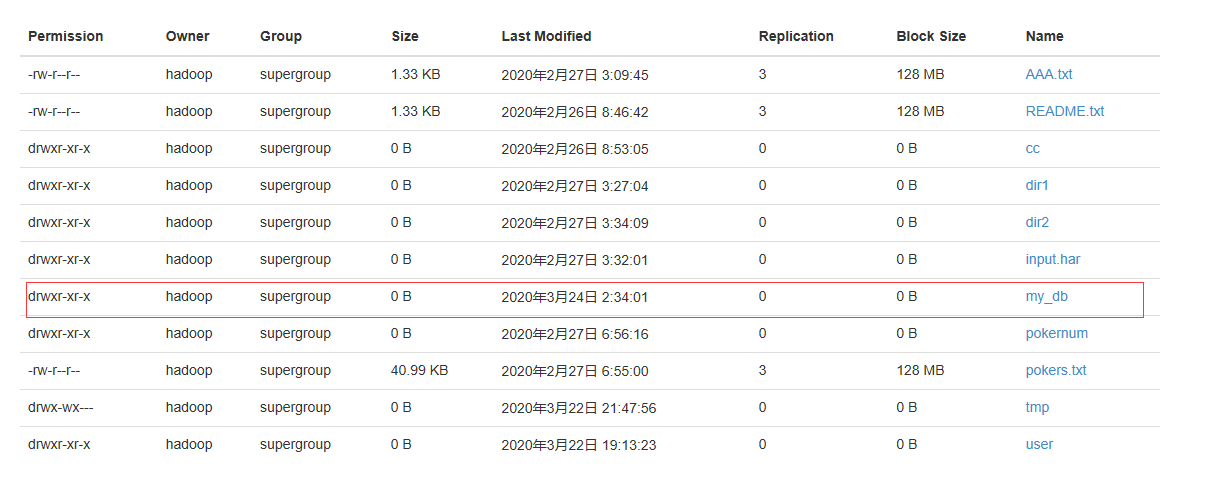 Permission Owner Group Size Last Modified Replication Block Size Name
-rw-r--r-- hadoop supergroup 1.33 KB 2020年2月27日 3:09:45 3 128 MB AAA.txt
-rw-r--r-- hadoop supergroup 1.33 KB 2020年2月26日 8:46:42 3 128 MB README.txt
drwxr-xr-x hadoop supergroup 0 B 2020年2月26日 8:53:05 0 0 B cc
drwxr-xr-x hadoop supergroup 0 B 2020年2月27日 3:27:04 0 0 B dir1
drwxr-xr-x hadoop supergroup 0 B 2020年2月27日 3:34:09 0 0 B dir2
drwxr-xr-x hadoop supergroup 0 B 2020年2月27日 3:32:01 0 0 B input.har
drwxr-xr-x hadoop supergroup 0 B 2020年3月24日 2:34:01 0 0 B my_db
drwxr-xr-x hadoop supergroup 0 B 2020年2月27日 6:56:16 0 0 B pokernum
-rw-r--r-- hadoop supergroup 40.99 KB 2020年2月27日 6:55:00 3 128 MB pokers.txt
drwx-wx--- hadoop supergroup 0 B 2020年3月22日 21:47:56 0 0 B tmp
drwxr-xr-x hadoop supergroup 0 B 2020年3月22日 19:13:23 0 0 B user